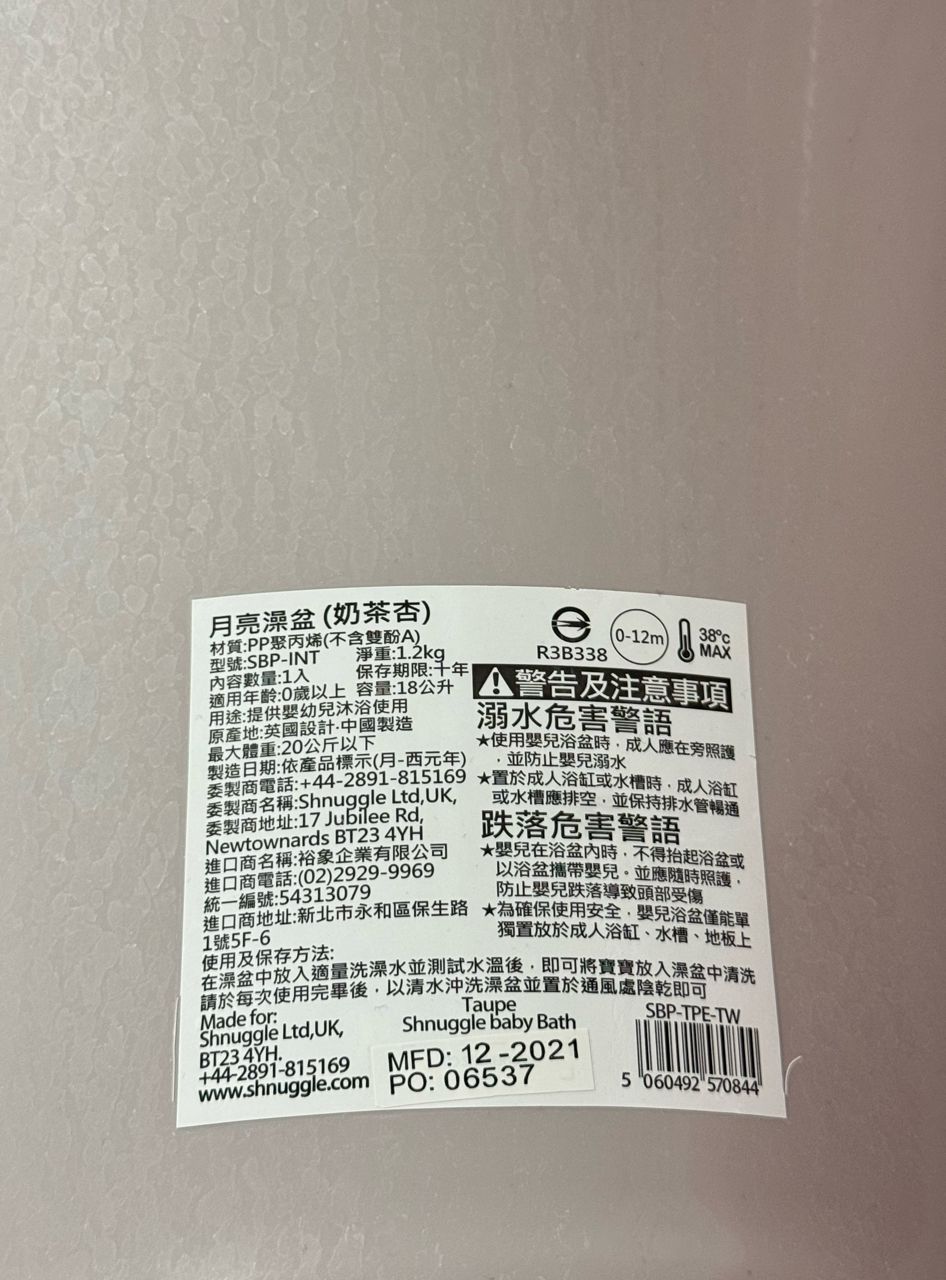 月亮澡盆 (奶茶杏)
材質:PP聚丙烯(不含雙酚A)
型號:SBP-INT 淨重:1.2kg
內容數量:1入 保存期限:十年
適用年齡:0歲以上 容量:18公升
用途:提供嬰幼兒沐浴使用
原產地:英國設計·中國製造
最大體重:20公斤以下
製造日期:依產品標示(月-西元年)
委製商電話:+44-2891-815169
委製商名稱:Shnuggle Ltd,UK,
委製商地址:17 Jubilee Rd,
Newtownards BT23 4YH
進口商名稱:裕象企業有限公司
進口商電話:(02)2929-9969
統一編號:54313079
進口商地址:新北市永和區保生路
1號5F-6
R3B338
0-12m
38°c
MAX
警告及注意事項
溺水危害警語
★使用嬰兒浴盆時，成人應在旁照護
，並防止嬰兒溺水
★置於成人浴缸或水槽時，成人浴缸
或水槽應排空，並保持排水管暢通
跌落危害警語
★嬰兒在浴盆內時，不得抬起浴盆或
以浴盆攜帶嬰兒。並應隨時照護，
防止嬰兒跌落導致頭部受傷
★為確保使用安全，嬰兒浴盆僅能單
獨置放於成人浴缸、水槽、地板上
使用及保存方法:
在澡盆中放入適量洗澡水並測試水溫後，即可將寶寶放入澡盆中清洗
請於每次使用完畢後，以清水沖洗澡盆並置於通風處陰乾即可
Made for:
Shnuggle Ltd,UK,
BT23 4YH.
+44-2891-815169
www.shnuggle.com
Taupe
Shnuggle baby Bath
MFD: 12 -2021
PO: 06537
SBP-TPE-TW
5 060492 570844